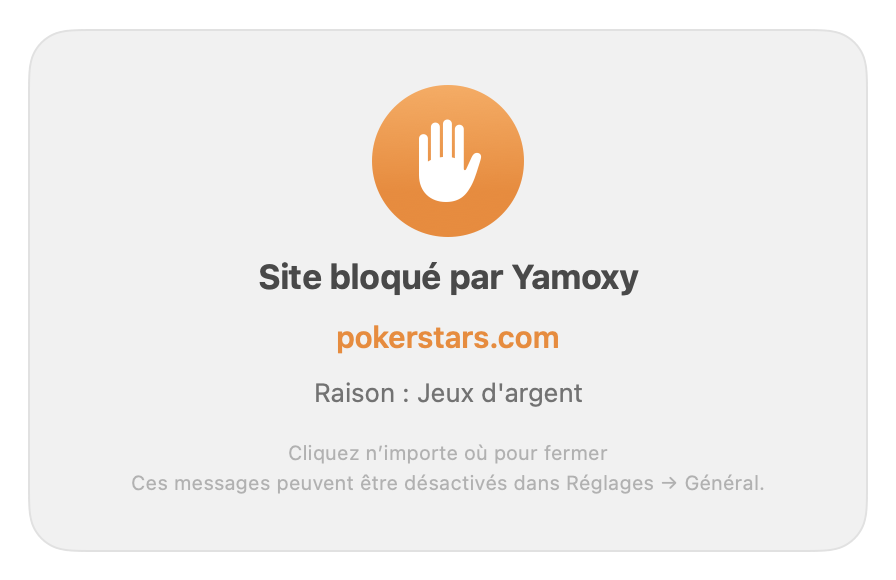 Site bloqué par Yamoxy
pokerstars.com
Raison : Jeux d'argent
Cliquez n’importe où pour fermer
Ces messages peuvent être désactivés dans Réglages → Général.